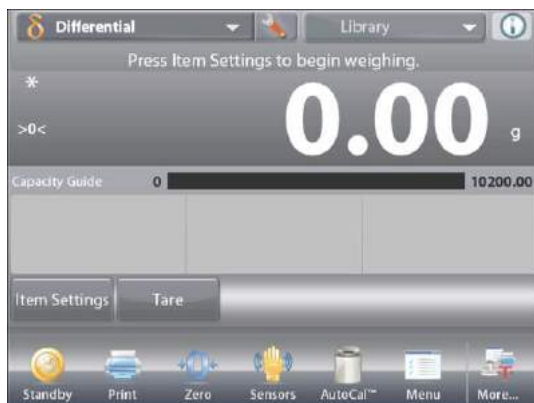 δ Differential Library
Press Item Settings to begin weighing.
*
0.00 g
>0<
Capacity Guide 0 10200.00
Item Settings Tare
Standby Print Zero Sensors AutoCal™ Menu More...